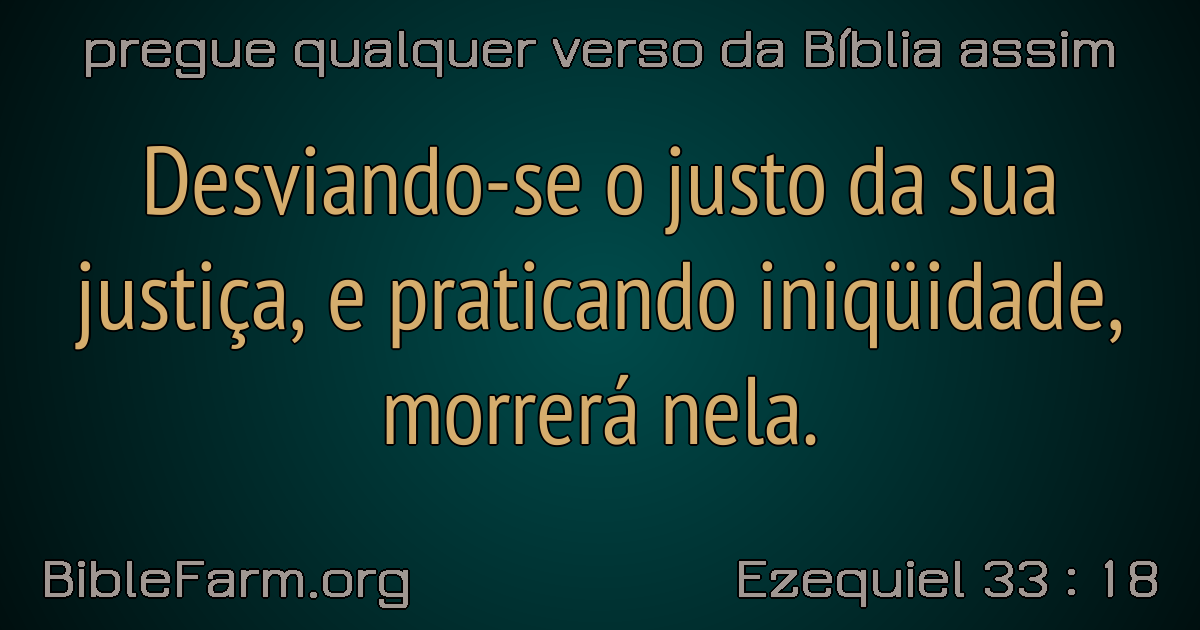 pregue qualquer verso da Bíblia assim
Desviando-se o justo da sua
justiça, e praticando iniqüidade,
morrerá nela.
BibleFarm.org
Ezequiel 33 : 18